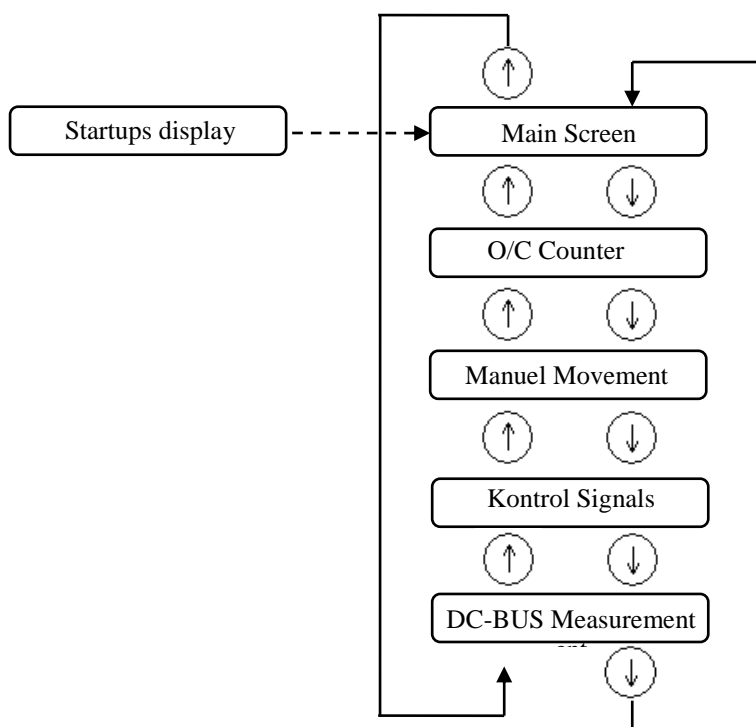 Startups display
Main Screen
O/C Counter
Manuel Movement
Kontrol Signals
DC-BUS Measurement